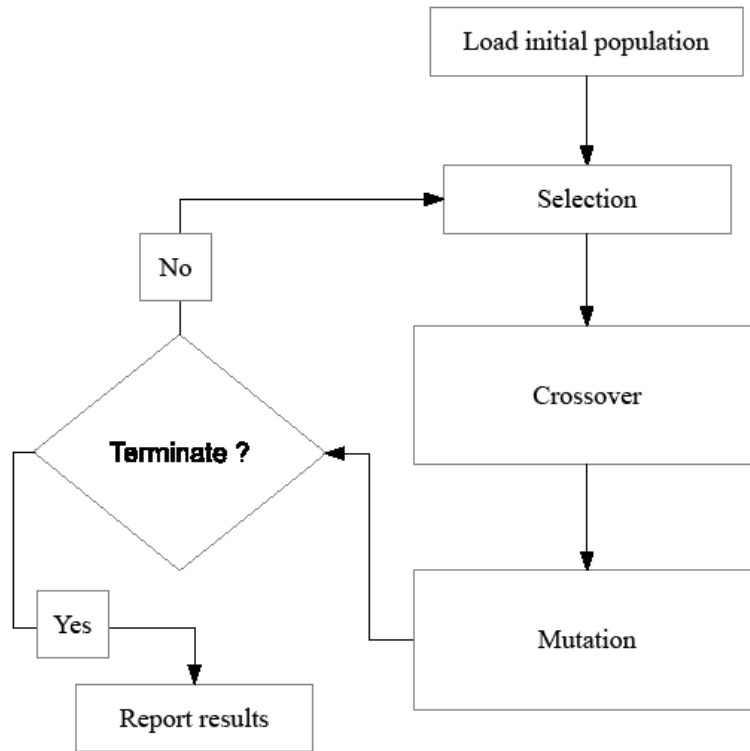 Load initial population
Selection
No
Crossover
Terminate ?
Yes
Mutation
Report results